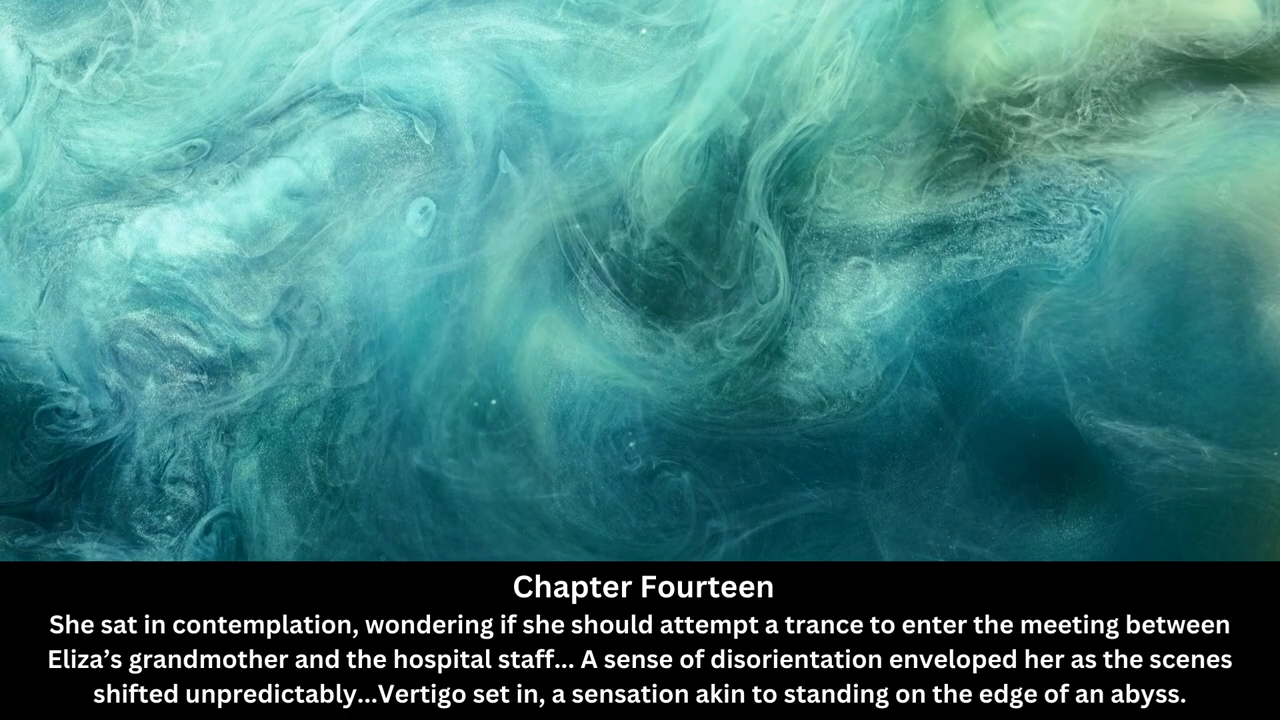 Chapter Fourteen
She sat in contemplation, wondering if she should attempt a trance to enter the meeting between
Eliza’s grandmother and the hospital staff... A sense of disorientation enveloped her as the scenes
shifted unpredictably...Vertigo set in, a sensation akin to standing on the edge of an abyss.